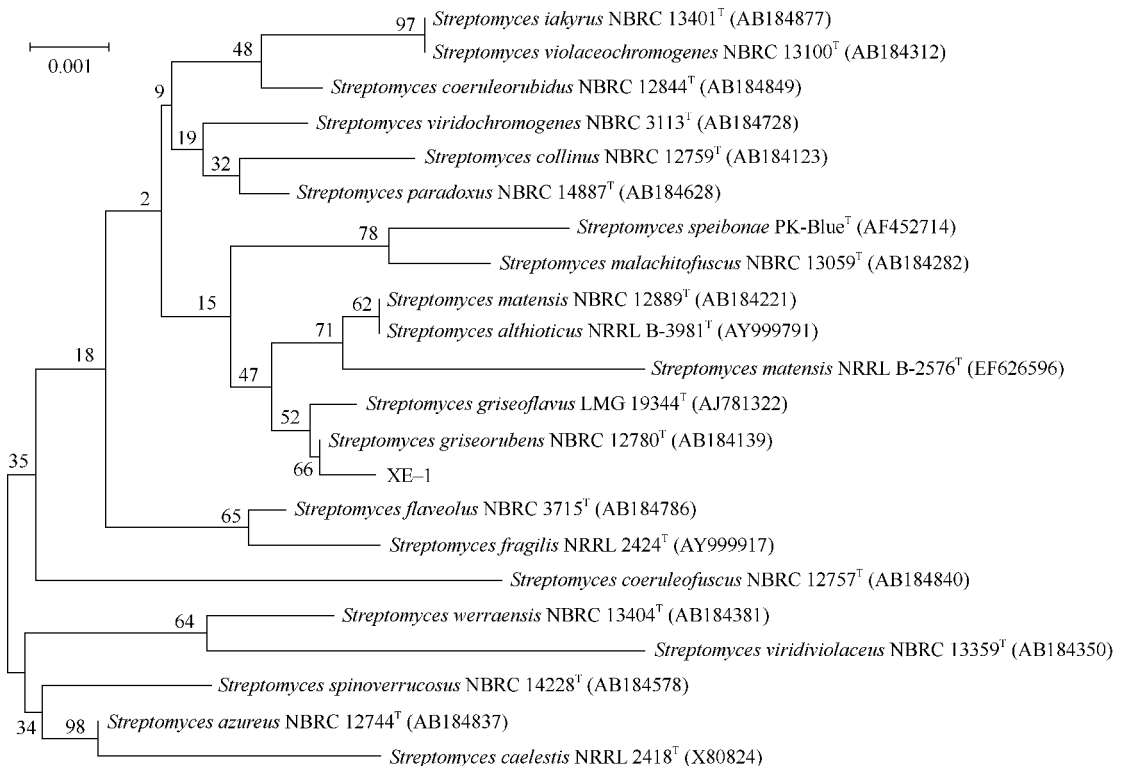 97
Streptomyces iakyrus NBRC 13401ᵀ (AB184877)
0.001
48
Streptomyces violaceochromogenes NBRC 13100ᵀ (AB184312)
9
Streptomyces coeruleorubidus NBRC 12844ᵀ (AB184849)
19
Streptomyces viridochromogenes NBRC 3113ᵀ (AB184728)
32
Streptomyces collinus NBRC 12759ᵀ (AB184123)
2
Streptomyces paradoxus NBRC 14887ᵀ (AB184628)
78
Streptomyces speibonae PK-Blueᵀ (AF452714)
Streptomyces malachitofuscus NBRC 13059ᵀ (AB184282)
15
62
Streptomyces matensis NBRC 12889ᵀ (AB184221)
71
Streptomyces althioticus NRRL B-3981ᵀ (AY999791)
18
47
Streptomyces matensis NRRL B-2576ᵀ (EF626596)
52
Streptomyces griseoflavus LMG 19344ᵀ (AJ781322)
Streptomyces griseorubens NBRC 12780ᵀ (AB184139)
35
66
XE–1
65
Streptomyces flaveolus NBRC 3715ᵀ (AB184786)
Streptomyces fragilis NRRL 2424ᵀ (AY999917)
Streptomyces coeruleofuscus NBRC 12757ᵀ (AB184840)
64
Streptomyces werraensis NBRC 13404ᵀ (AB184381)
Streptomyces viridiviolaceus NBRC 13359ᵀ (AB184350)
Streptomyces spinoverrucosus NBRC 14228ᵀ (AB184578)
34
98
Streptomyces azureus NBRC 12744ᵀ (AB184837)
Streptomyces caelestis NRRL 2418ᵀ (X80824)